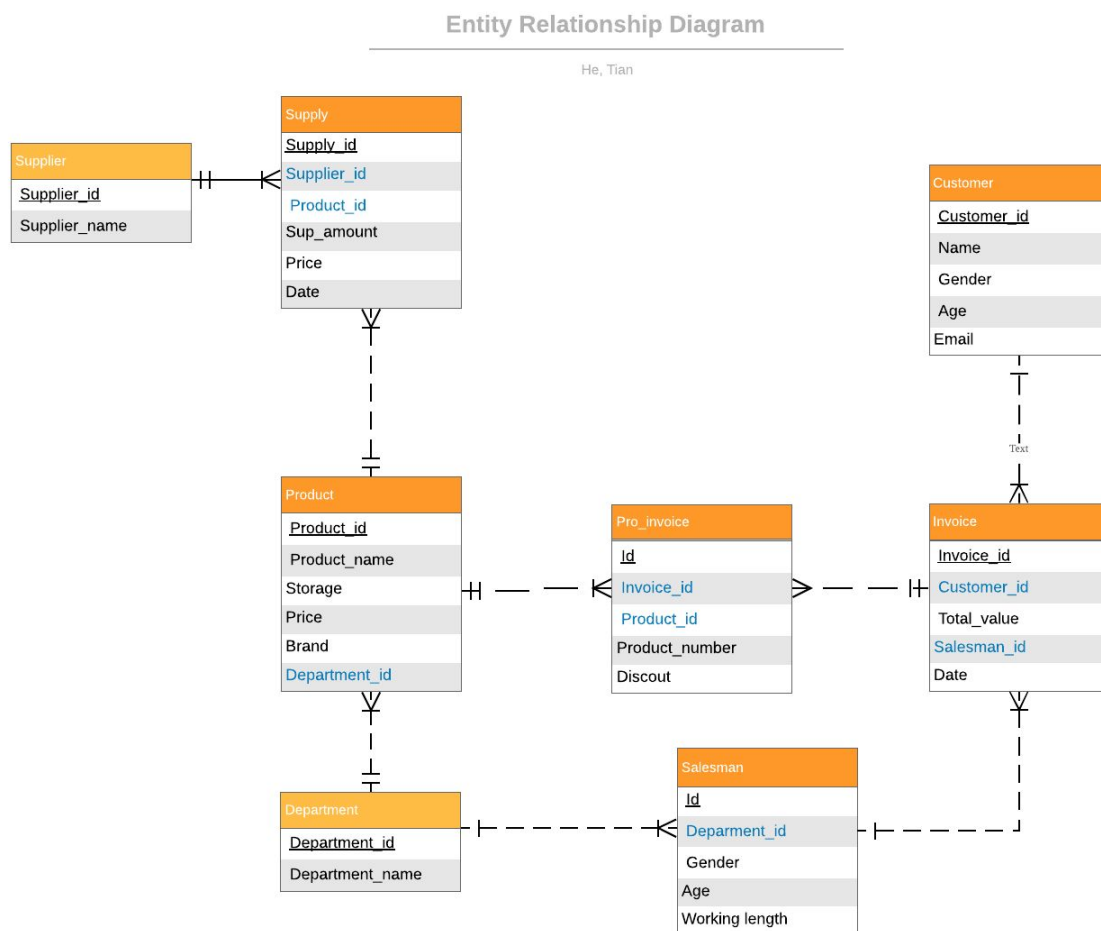 Entity Relationship Diagram
He, Tian
Supply
Supply_id
Supplier_id
Product_id
Sup_amount
Price
Date
Supplier
Supplier_id
Supplier_name
Customer
Customer_id
Name
Gender
Age
Email
Text
Product
Product_id
Product_name
Storage
Price
Brand
Department_id
Pro_invoice
Id
Invoice_id
Product_id
Product_number
Discout
Invoice
Invoice_id
Customer_id
Total_value
Salesman_id
Date
Department
Department_id
Department_name
Salesman
Id
Deparment_id
Gender
Age
Working length